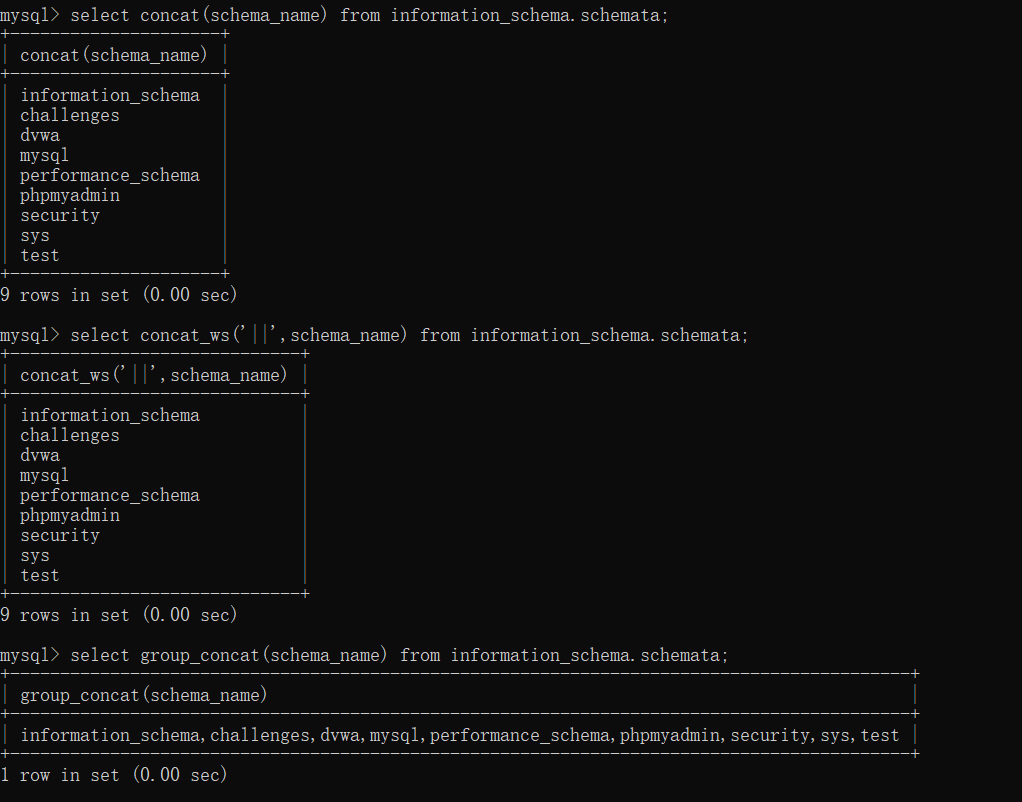 mysql> select concat(schema_name) from information_schema.schemata;
+---------------------+
| concat(schema_name) |
+---------------------+
| information_schema  |
| challenges          |
| dvwa                |
| mysql               |
| performance_schema  |
| phpmyadmin          |
| security            |
| sys                 |
| test                |
+---------------------+
9 rows in set (0.00 sec)
mysql> select concat_ws('||',schema_name) from information_schema.schemata;
+-----------------------------+
| concat_ws('||',schema_name) |
+-----------------------------+
| information_schema          |
| challenges                  |
| dvwa                        |
| mysql                       |
| performance_schema          |
| phpmyadmin                  |
| security                    |
| sys                         |
| test                        |
+-----------------------------+
9 rows in set (0.00 sec)
mysql> select group_concat(schema_name) from information_schema.schemata;
+------------------------------------------------------------------------------------------+
| group_concat(schema_name)                                                                |
+------------------------------------------------------------------------------------------+
| information_schema,challenges,dvwa,mysql,performance_schema,phpmyadmin,security,sys,test |
+------------------------------------------------------------------------------------------+
1 row in set (0.00 sec)